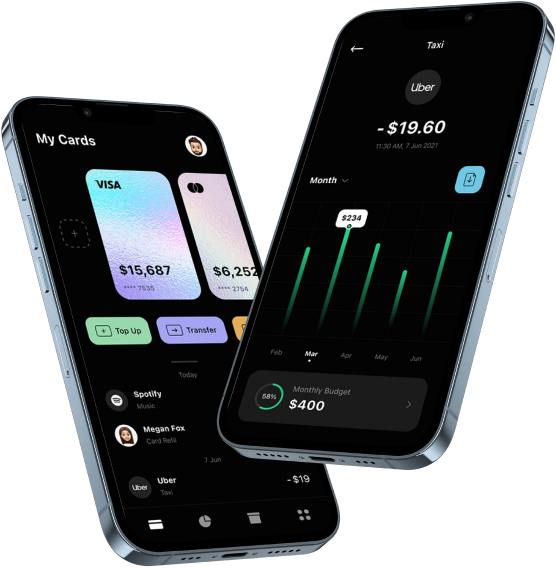 My Cards
VISA
$15,687
**** 7535
$6,252
**** 2754
Top Up
Transfer
Today
Spotify
Music
Megan Fox
Card Refil
7 Jun
Uber
Uber
Taxi
-$19
Taxi
Uber
-$19.60
11:30 AM, 7 Jun 2021
Month
$234
Feb
Mar
Apr
May
Jun
58%
Monthly Budget
$400